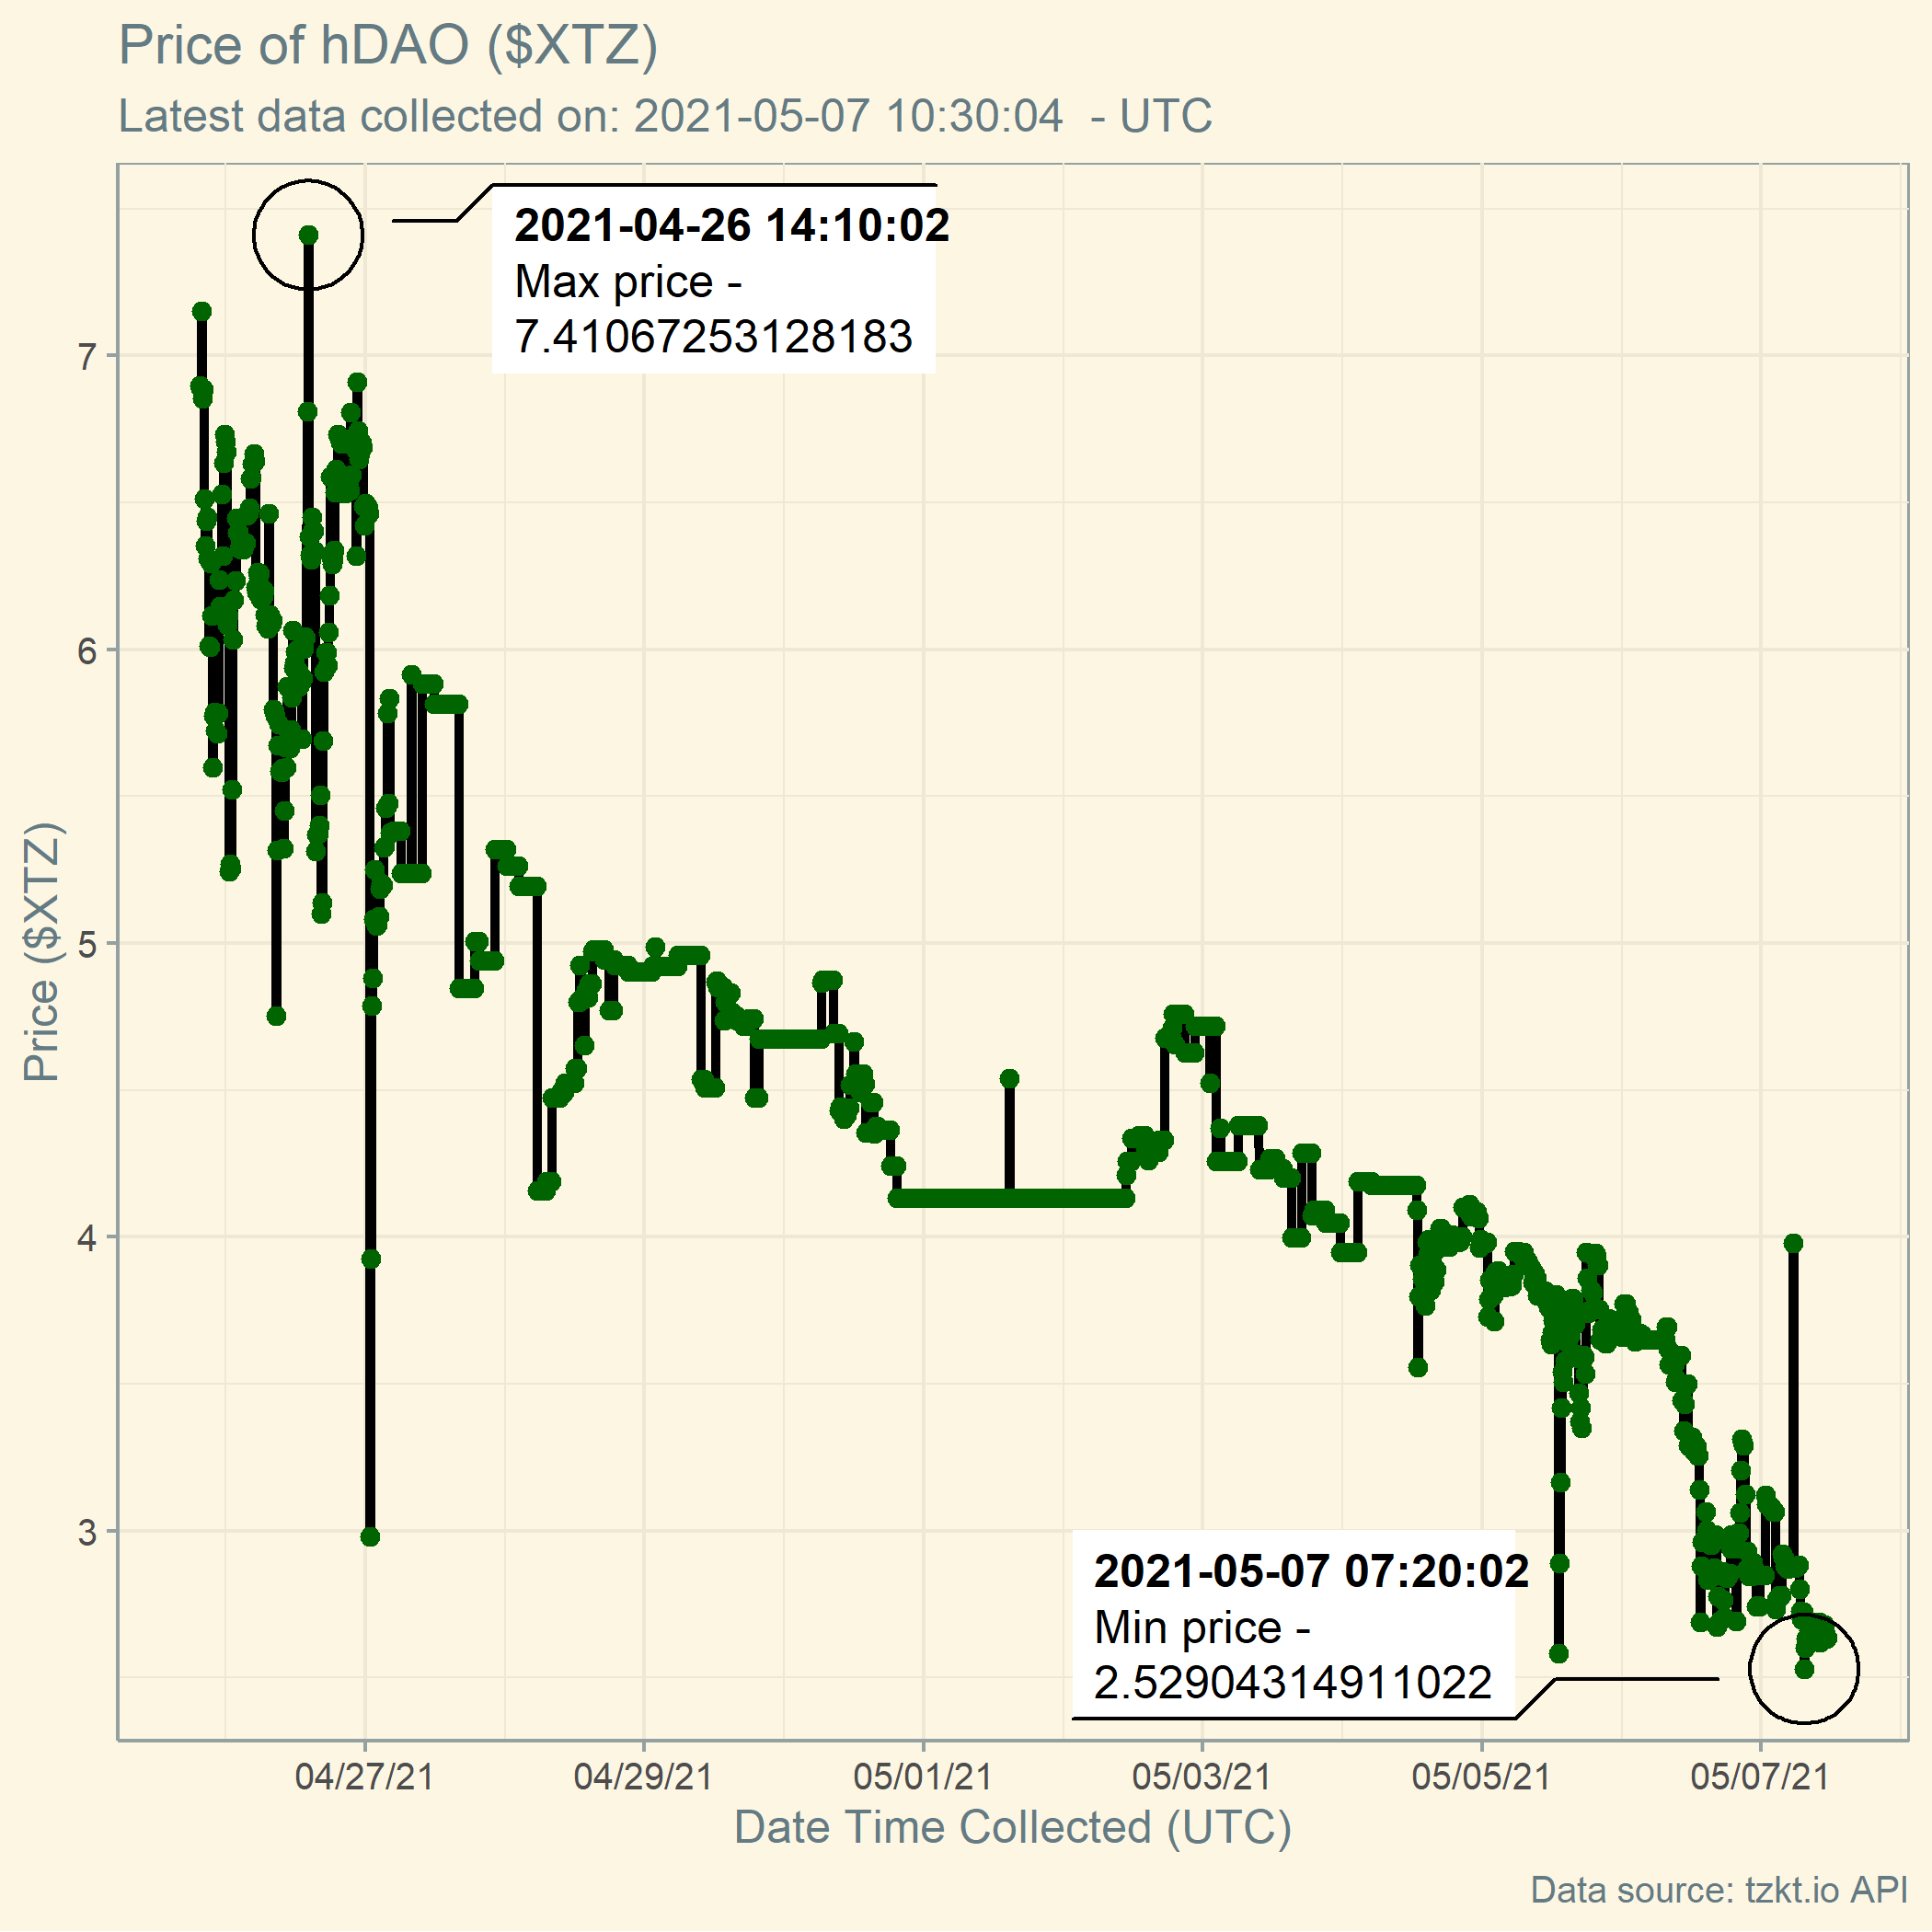 Price of hDAO ($XTZ)
Latest data collected on: 2021-05-07 10:30:04  - UTC
2021-04-26 14:10:02
Max price -
7.41067253128183
7
6
5
4
3
Price ($XTZ)
2021-05-07 07:20:02
Min price -
2.52904314911022
04/27/21
04/29/21
05/01/21
05/03/21
05/05/21
05/07/21
Date Time Collected (UTC)
Data source: tzkt.io API